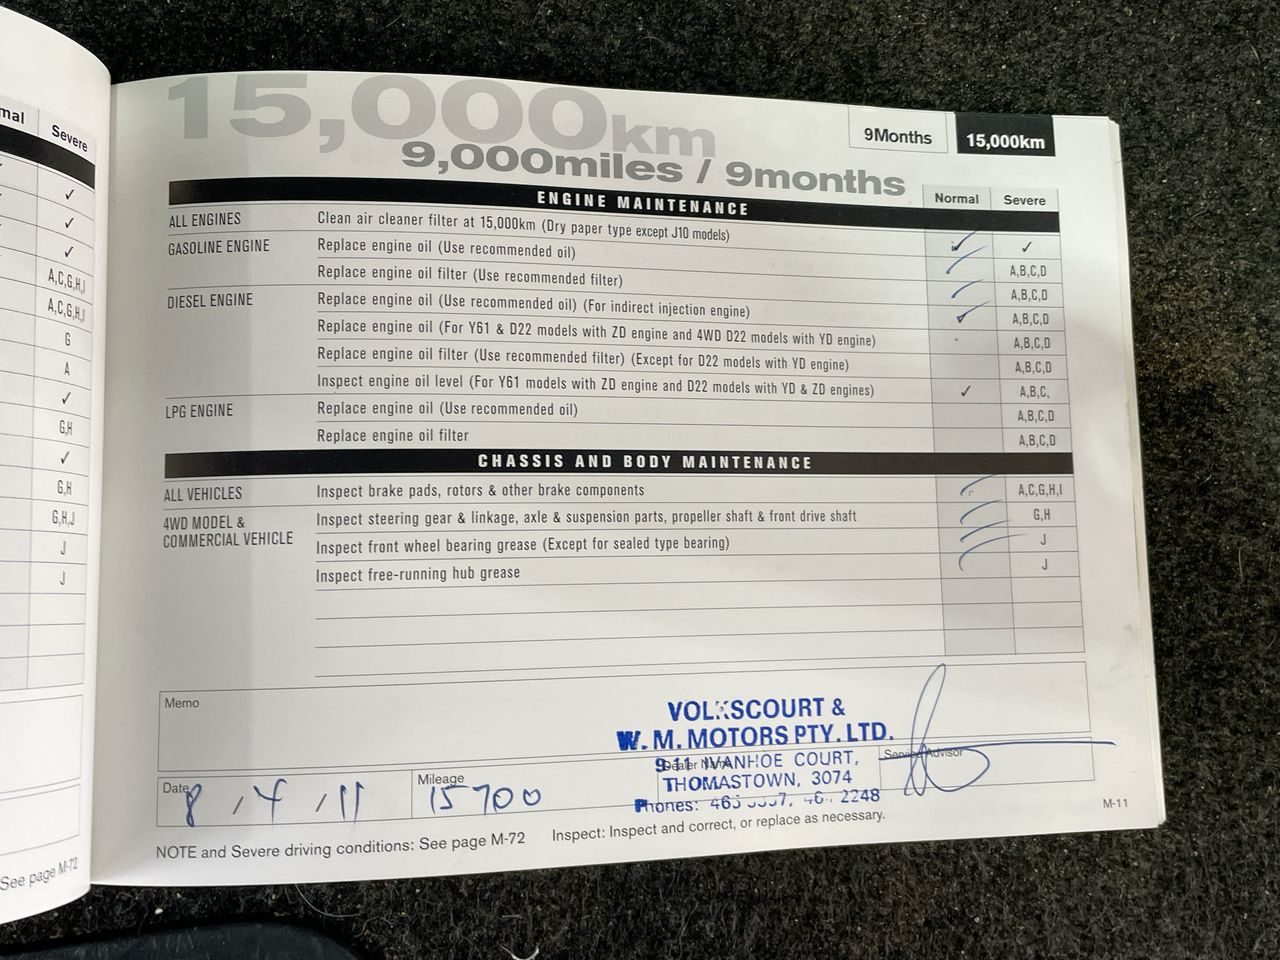 mal Severe
✓
✓
✓
A,C,G,H,I
A,C,G,H,I
G
A
✓
G,H
✓
G,H
G,H,J
J
J
See page M-72
15,000km
9,000miles / 9months
9Months 15,000km
ENGINE MAINTENANCE Normal Severe
ALL ENGINES Clean air cleaner filter at 15,000km (Dry paper type except J10 models) ✓ ✓
GASOLINE ENGINE Replace engine oil (Use recommended oil) A,B,C,D
Replace engine oil filter (Use recommended filter) A,B,C,D
DIESEL ENGINE Replace engine oil (Use recommended oil) (For indirect injection engine) ✓ A,B,C,D
Replace engine oil (For Y61 & D22 models with ZD engine and 4WD D22 models with YD engine) A,B,C,D
Replace engine oil filter (Use recommended filter) (Except for D22 models with YD engine) A,B,C,D
Inspect engine oil level (For Y61 models with ZD engine and D22 models with YD & ZD engines) ✓ A,B,C,
LPG ENGINE Replace engine oil (Use recommended oil) A,B,C,D
Replace engine oil filter A,B,C,D
CHASSIS AND BODY MAINTENANCE
ALL VEHICLES Inspect brake pads, rotors & other brake components A,C,G,H,I
4WD MODEL & COMMERCIAL VEHICLE Inspect steering gear & linkage, axle & suspension parts, propeller shaft & front drive shaft G,H
Inspect front wheel bearing grease (Except for sealed type bearing) J
Inspect free-running hub grease J
Memo
VOLKSCOURT &
W. M. MOTORS PTY. LTD.
9-11 IVANHOE COURT,
THOMASTOWN, 3074
Phones: 2248
Date 8/4/11
Mileage 15700
Dealer Name
Service Advisor
NOTE and Severe driving conditions: See page M-72 Inspect: Inspect and correct, or replace as necessary.
M-11